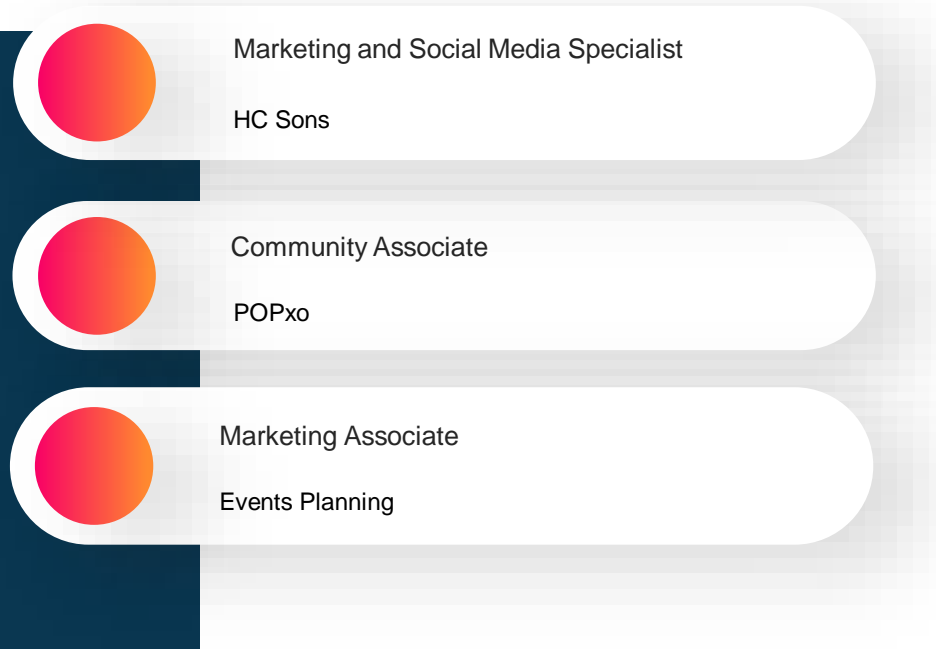 Marketing and Social Media Specialist
HC Sons
Community Associate
POPxo
Marketing Associate
Events Planning